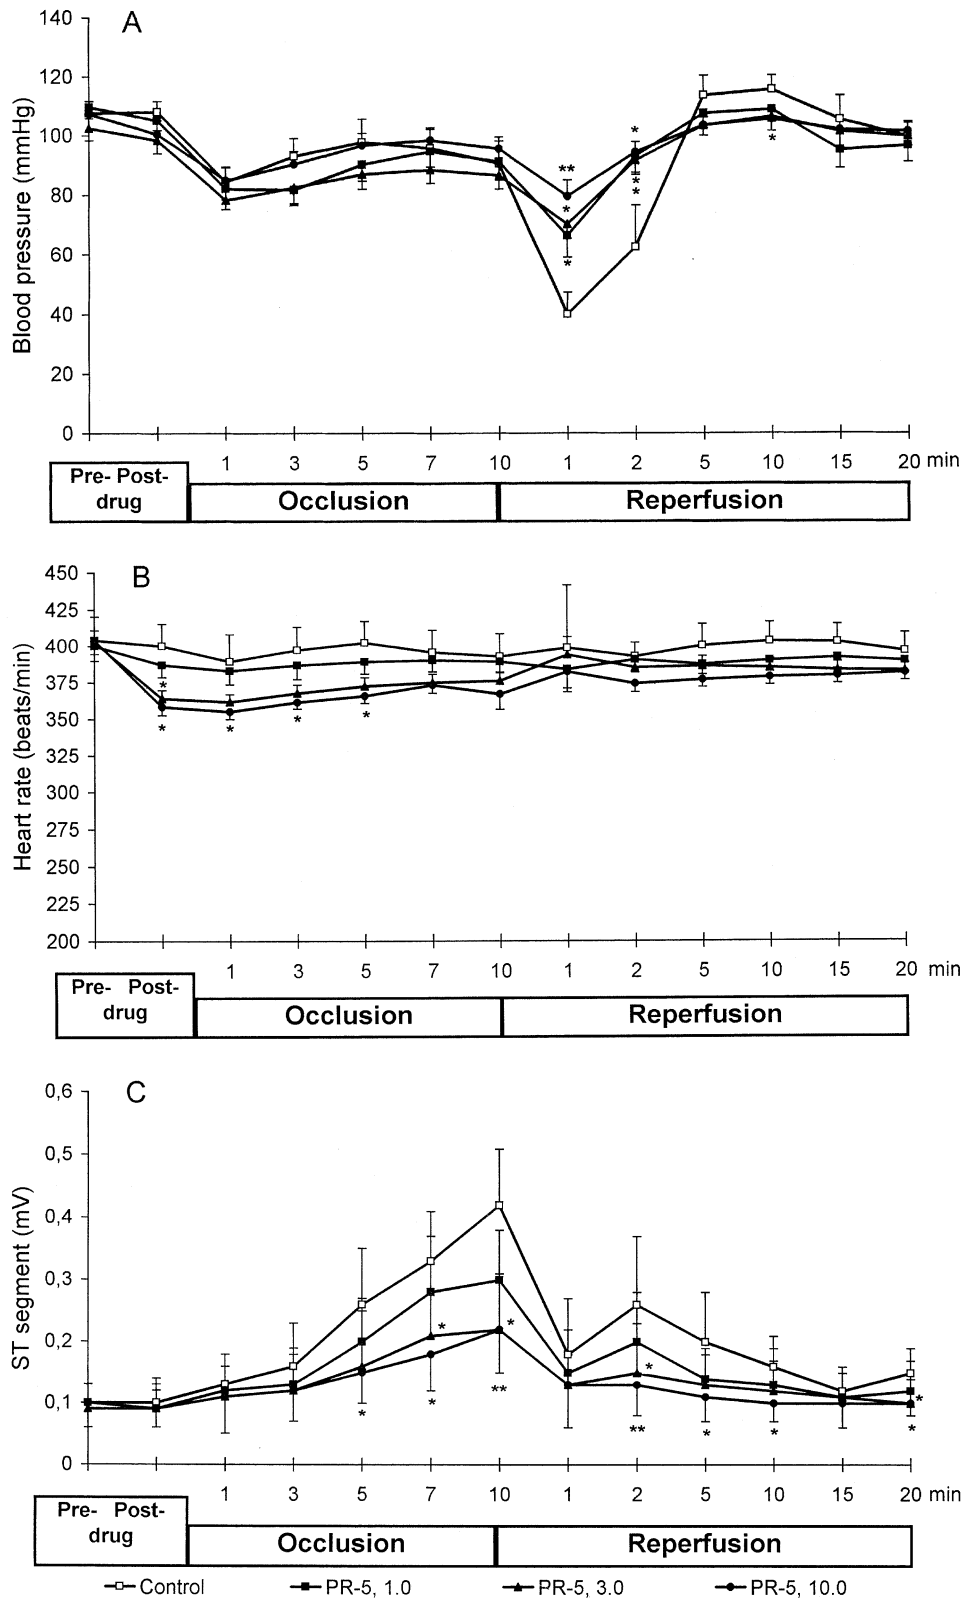 A
140
120
100
80
60
40
20
0
Blood pressure (mmHg)
** * * * * * *
1 3 5 7 10 1 2 5 10 15 20 min
Pre- Post-
drug
Occlusion Reperfusion
B
450
425
400
375
350
325
300
275
250
225
200
Heart rate (beats/min)
* * * * *
1 3 5 7 10 1 2 5 10 15 20 min
Pre- Post-
drug
Occlusion Reperfusion
C
0,6
0,5
0,4
0,3
0,2
0,1
0
ST segment (mV)
* * * * ** * ** * * * *
1 3 5 7 10 1 2 5 10 15 20 min
Pre- Post-
drug
Occlusion Reperfusion
Control PR-5, 1.0 PR-5, 3.0 PR-5, 10.0